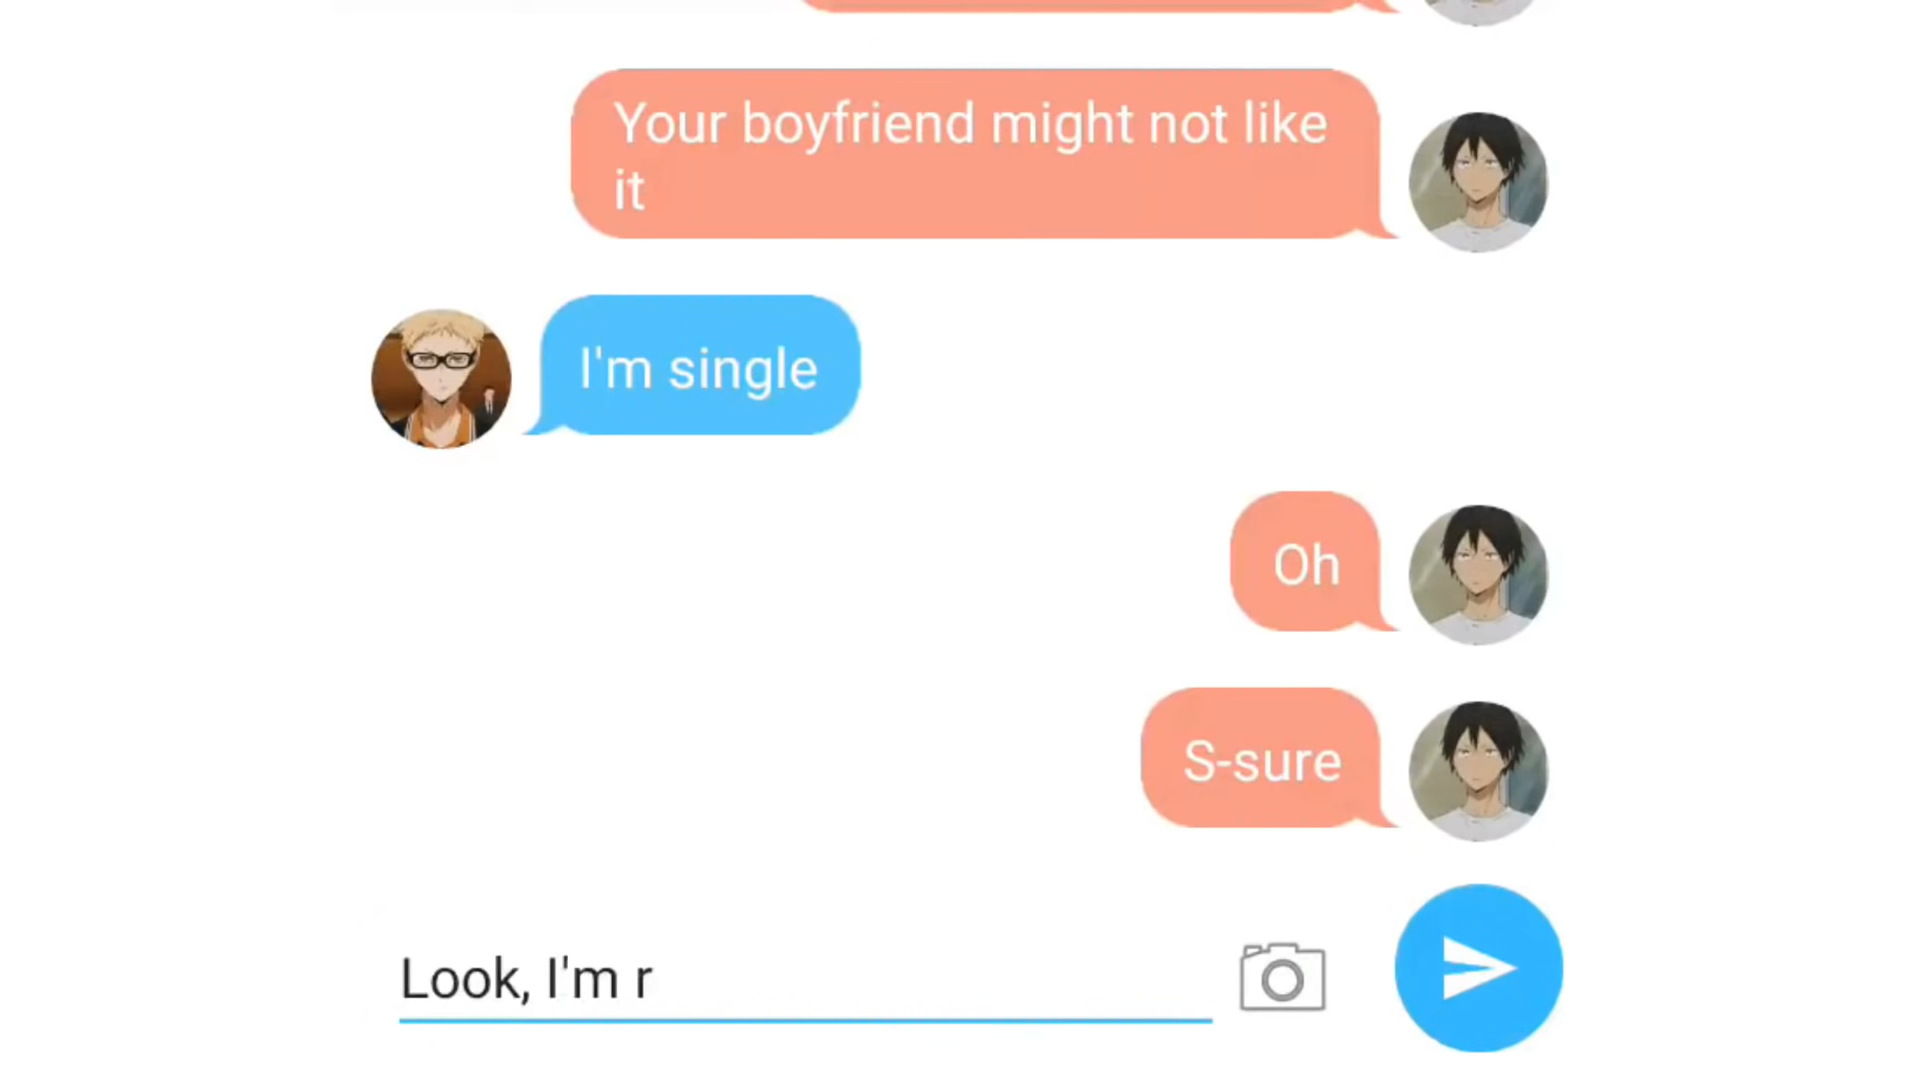 Your boyfriend might not like
it
I'm single
Oh
S-sure
Look, I'm r